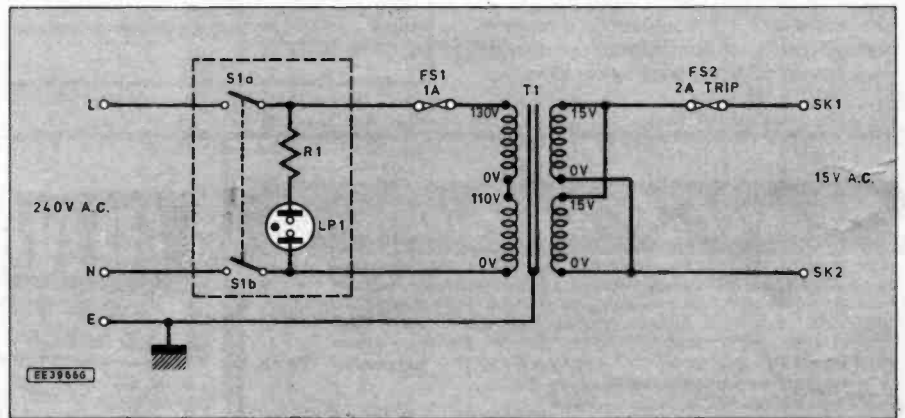 S1a
FS1
1A
T1
FS2
2A TRIP
L
130V
15V
SK1
R1
0V
0V
240V A.C.
110V
15V
15V A.C.
LP1
0V
0V
N
S1b
SK2
E
EE3966G